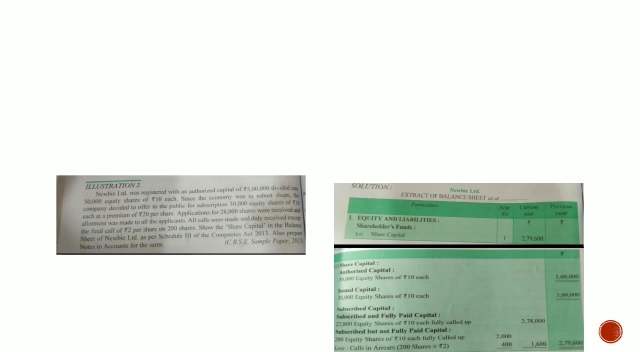 ILLUSTRATION 2.
Newbie Ltd. was registered with an authorized capital of ₹5,00,000 divided into
50,000 equity shares of ₹10 each. Since the economy was in robust shape, the
company decided to offer to the public for subscription 30,000 equity shares of ₹10
each at a premium of ₹20 per share. Applications for 28,000 shares were received and
allotment was made to all the applicants. All calls were made and duly received except
the final call of ₹2 per share on 200 shares. Show the "Share Capital" in the Balance
Sheet of Newbie Ltd. as per Schedule III of the Companies Act 2013. Also prepare
Notes to Accounts for the same.
(C.B.S.E. Sample Paper,
SOLUTION :
Newbie Ltd.
EXTRACT OF BALANCE SHEET as at
Particulars Note No. Current year Previous year
₹ ₹
I. EQUITY AND LIABILITIES :
Shareholder's Funds :
Share Capital 1 2,79,600
₹
Share Capital :
Authorised Capital :
50,000 Equity Shares of ₹10 each 5,00,000
Issued Capital :
30,000 Equity Shares of ₹10 each 3,00,000
Subscribed Capital :
Subscribed and Fully Paid Capital :
27,800 Equity Shares of ₹10 each fully called up 2,78,000
Subscribed but not Fully Paid Capital :
200 Equity Shares of ₹10 each fully Called up 2,000
Less : Calls in Arrears (200 Shares × ₹2) 400 1,600 2,79,600